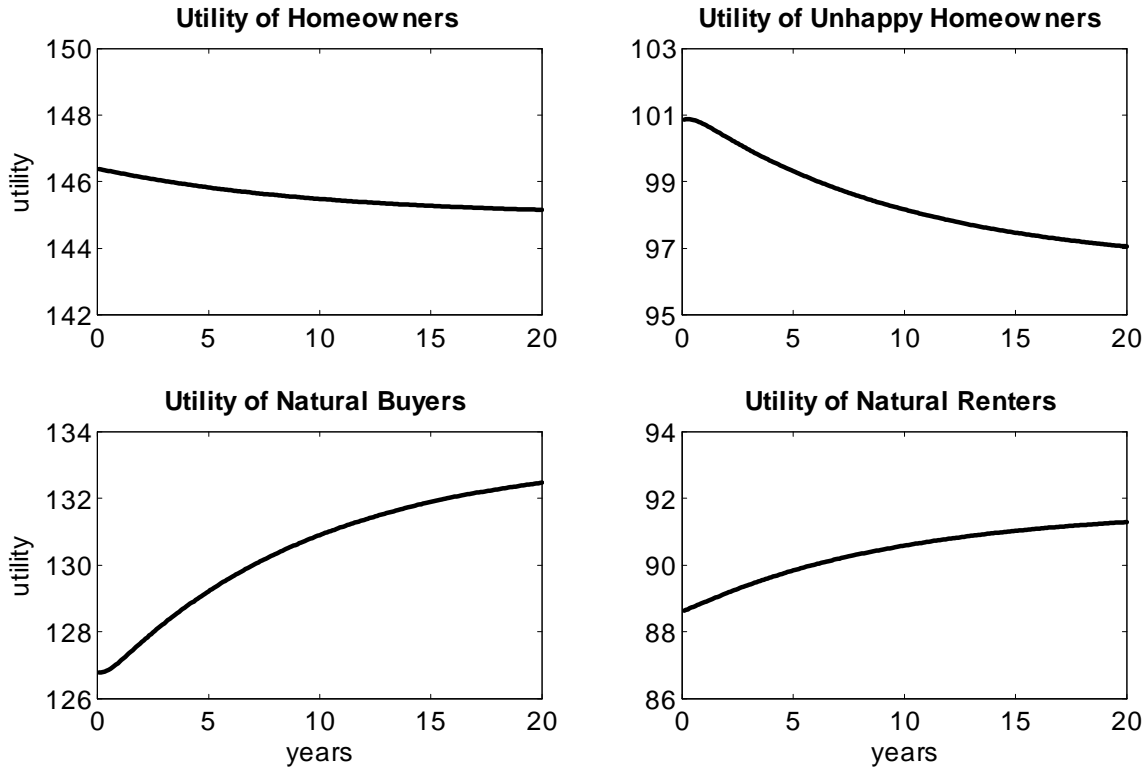 Utility of Homeowners
150
148
146
144
142
utility
0 5 10 15 20
Utility of Unhappy Homeowners
103
101
99
97
95
0 5 10 15 20
Utility of Natural Buyers
134
132
130
128
126
utility
0 5 10 15 20
years
Utility of Natural Renters
94
92
90
88
86
0 5 10 15 20
years